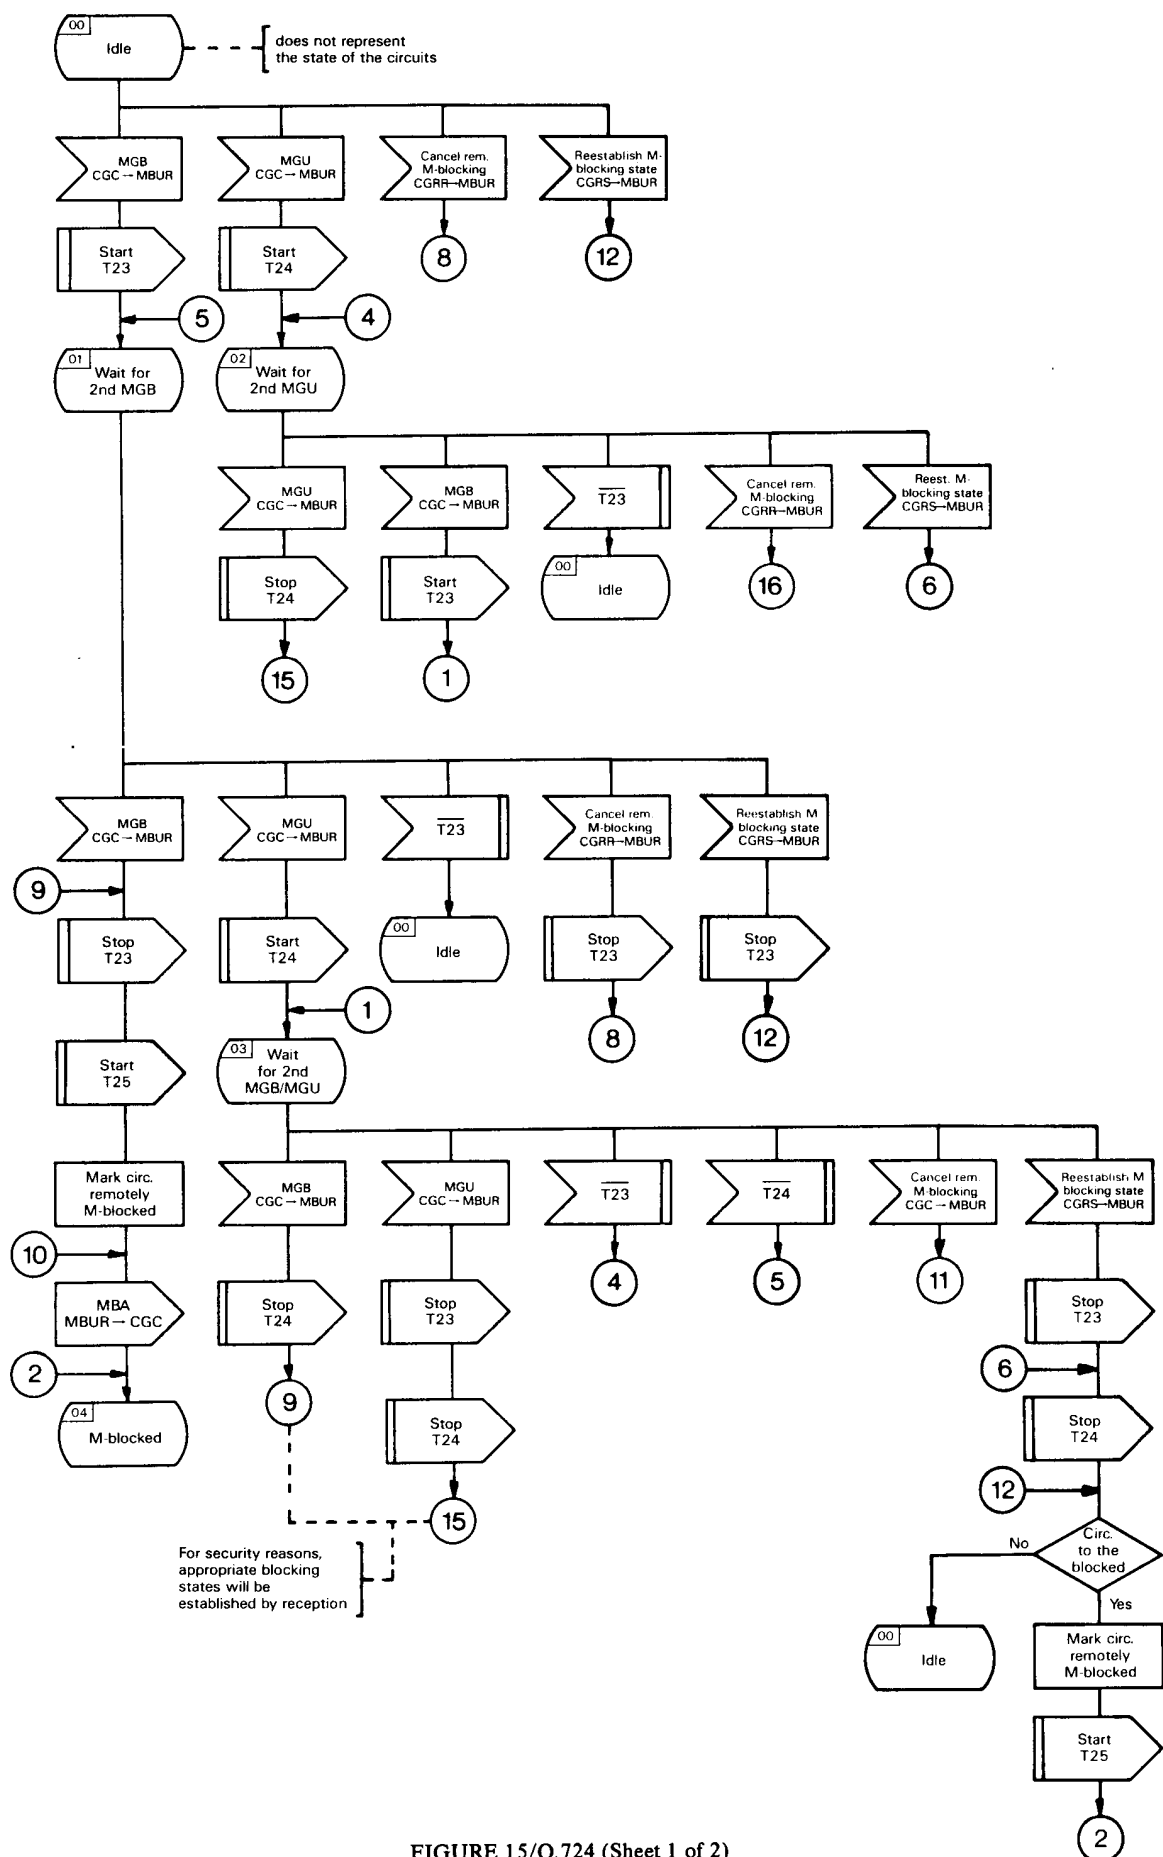 00
Idle
does not represent
the state of the circuits
MGB
CGC → MBUR
MGU
CGC → MBUR
Cancel rem.
M-blocking
CGRR→MBUR
Reestablish M-
blocking state
CGRS→MBUR
Start
T23
Start
T24
8
12
5
4
01
Wait for
2nd MGB
02
Wait for
2nd MGU
MGU
CGC → MBUR
MGB
CGC → MBUR
T23
Cancel rem.
M-blocking
CGRR→MBUR
Reest. M-
blocking state
CGRS→MBUR
Stop
T24
Start
T23
00
Idle
16
6
15
1
MGB
CGC → MBUR
MGU
CGC → MBUR
T23
Cancel rem.
M-blocking
CGRR→MBUR
Reestablish M
blocking state
CGRS→MBUR
9
Stop
T23
Start
T24
00
Idle
Stop
T23
Stop
T23
1
8
12
Start
T25
03
Wait
for 2nd
MGB/MGU
Mark circ.
remotely
M-blocked
MGB
CGC → MBUR
MGU
CGC → MBUR
T23
T24
Cancel rem.
M-blocking
CGC → MBUR
Reestablish M
blocking state
CGRS→MBUR
10
4
5
11
MBA
MBUR → CGC
Stop
T24
Stop
T23
Stop
T23
2
9
6
04
M-blocked
Stop
T24
Stop
T24
15
12
For security reasons,
appropriate blocking
states will be
established by reception
Circ.
to the
blocked
No
Yes
00
Idle
Mark circ.
remotely
M-blocked
Start
T25
2
FIGURE 15/Q.724 (Sheet 1 of 2)